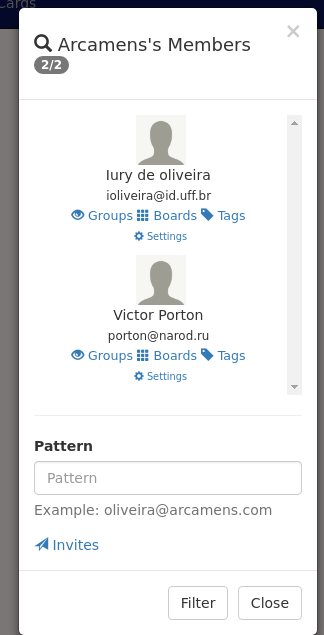 Cards
×
Arcamens's Members
2/2
Iury de oliveira
ioliveira@id.uff.br
Groups Boards Tags
Settings
Victor Porton
porton@narod.ru
Groups Boards Tags
Settings
Pattern
Pattern
Example: oliveira@arcamens.com
Invites
Filter Close